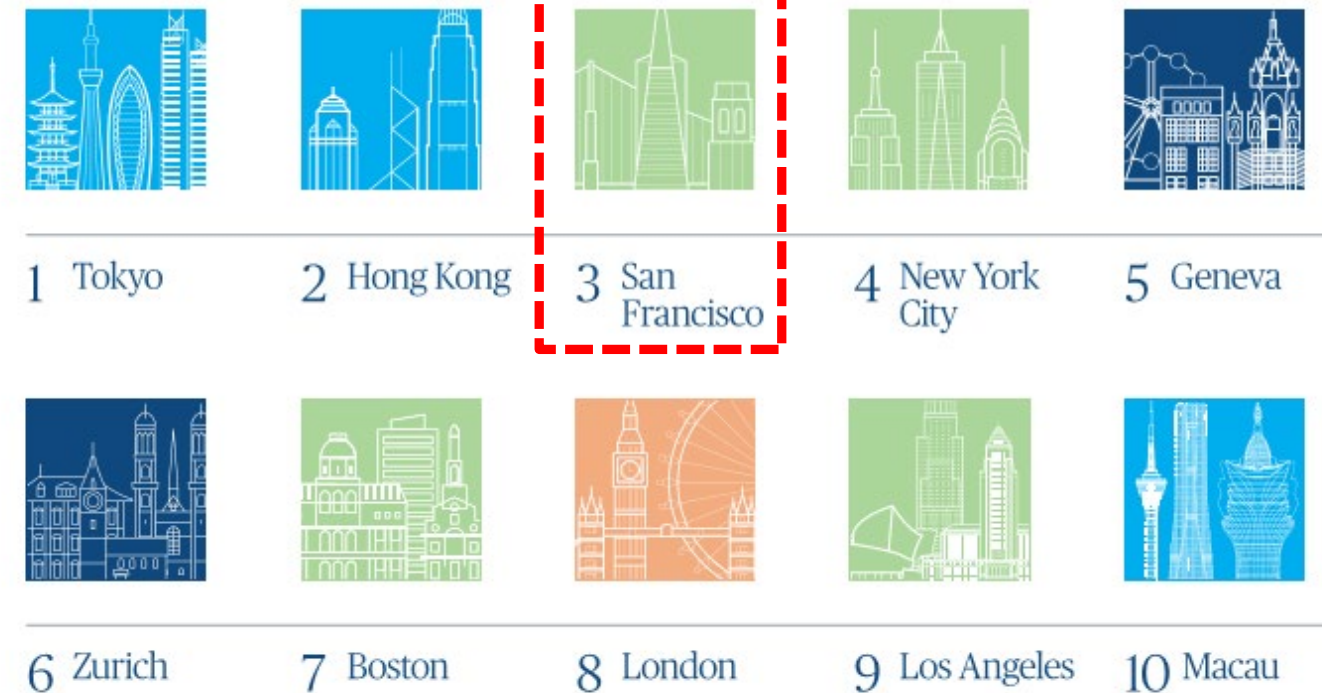 1 Tokyo
2 Hong Kong
3 San
Francisco
4 New York
City
5 Geneva
6 Zurich
7 Boston
8 London
9 Los Angeles
10 Macau